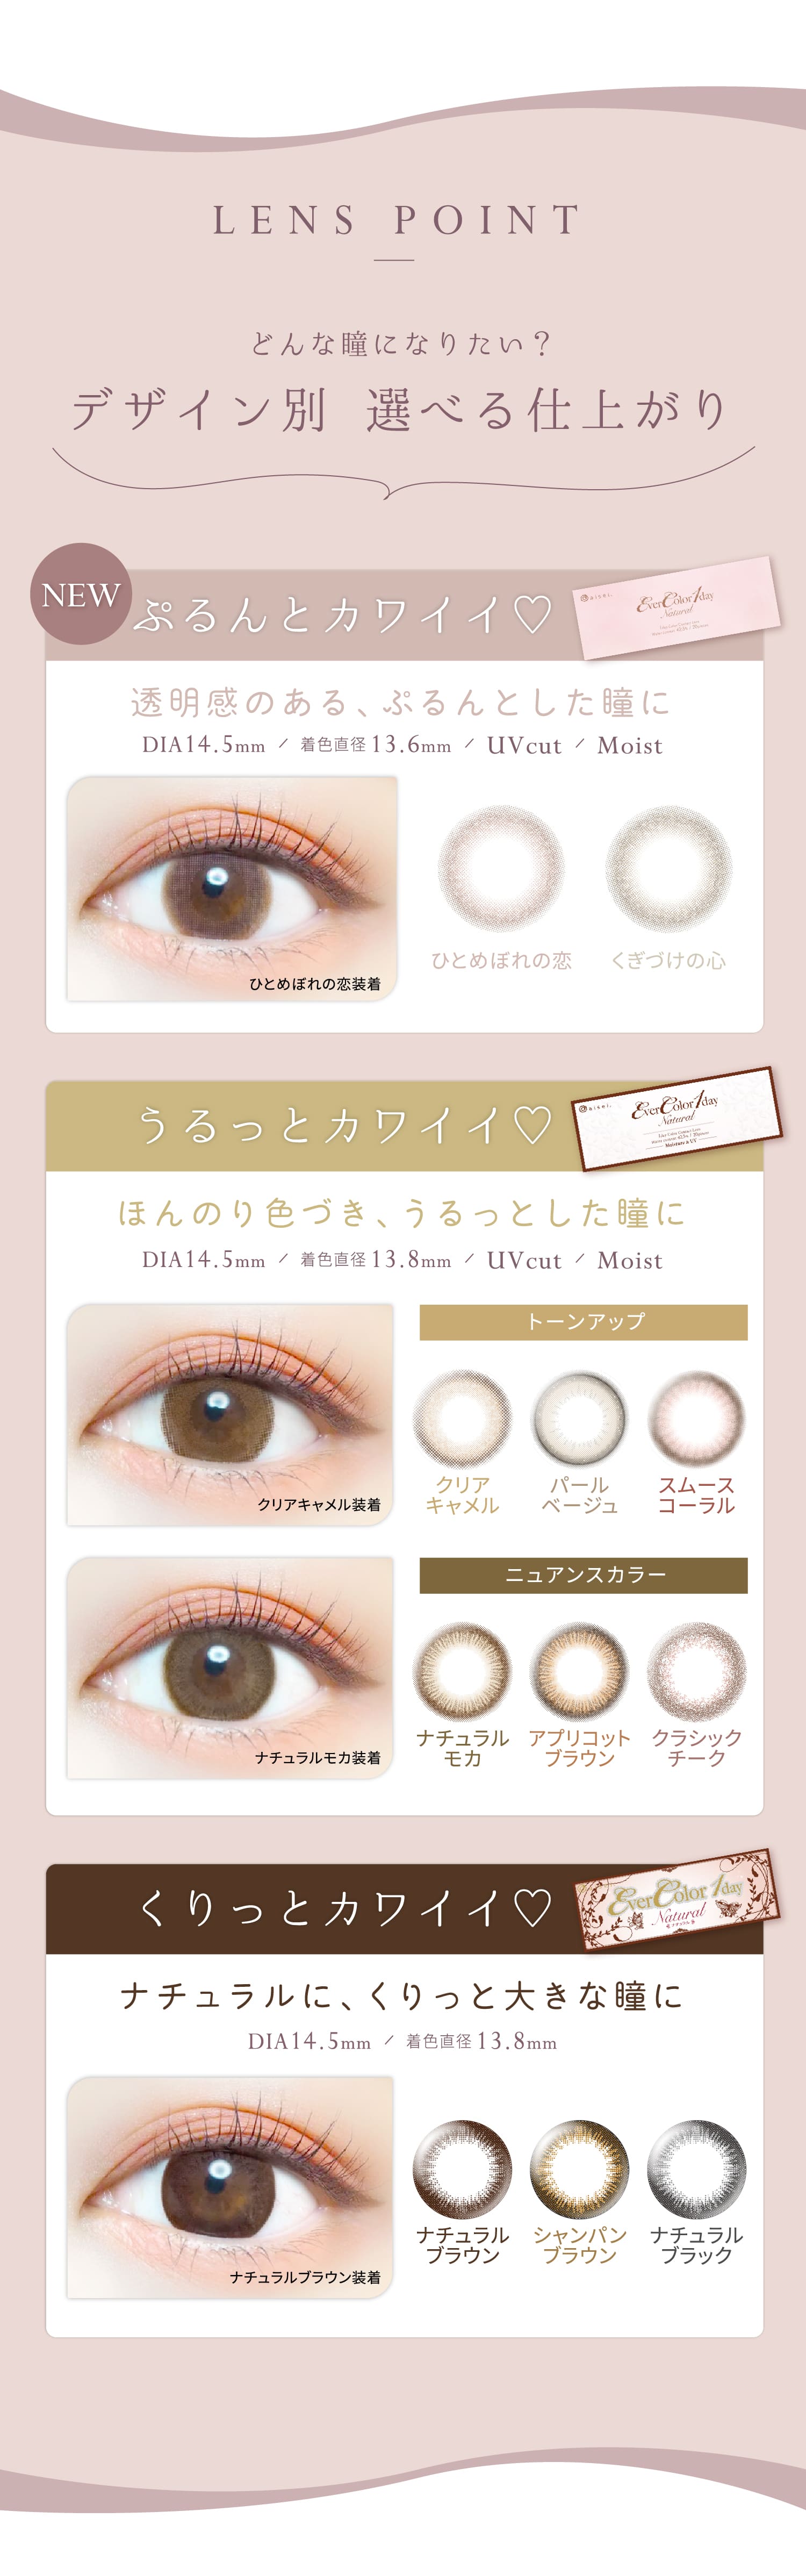 LENS POINT
どんな瞳になりたい？
デザイン別 選べる仕上がり
NEW
ぷるんとカワイイ♡
aisei.
EverColor1day
Natural
透明感のある、ぷるんとした瞳に
DIA14.5mm / 着色直径13.6mm / UVcut / Moist
ひとめぼれの恋装着
ひとめぼれの恋
くぎづけの心
うるっとカワイイ♡
aisei.
EverColor1day
Natural
Moisture & UV
ほんのり色づき、うるっとした瞳に
DIA14.5mm / 着色直径13.8mm / UVcut / Moist
クリアキャメル装着
トーンアップ
クリア
キャメル
パール
ベージュ
スムース
コーラル
ナチュラルモカ装着
ニュアンスカラー
ナチュラル
モカ
アプリコット
ブラウン
クラシック
チーク
くりっとカワイイ♡
EverColor1day
Natural
ナチュラル
ナチュラルに、くりっと大きな瞳に
DIA14.5mm / 着色直径13.8mm
ナチュラルブラウン装着
ナチュラル
ブラウン
シャンパン
ブラウン
ナチュラル
ブラック